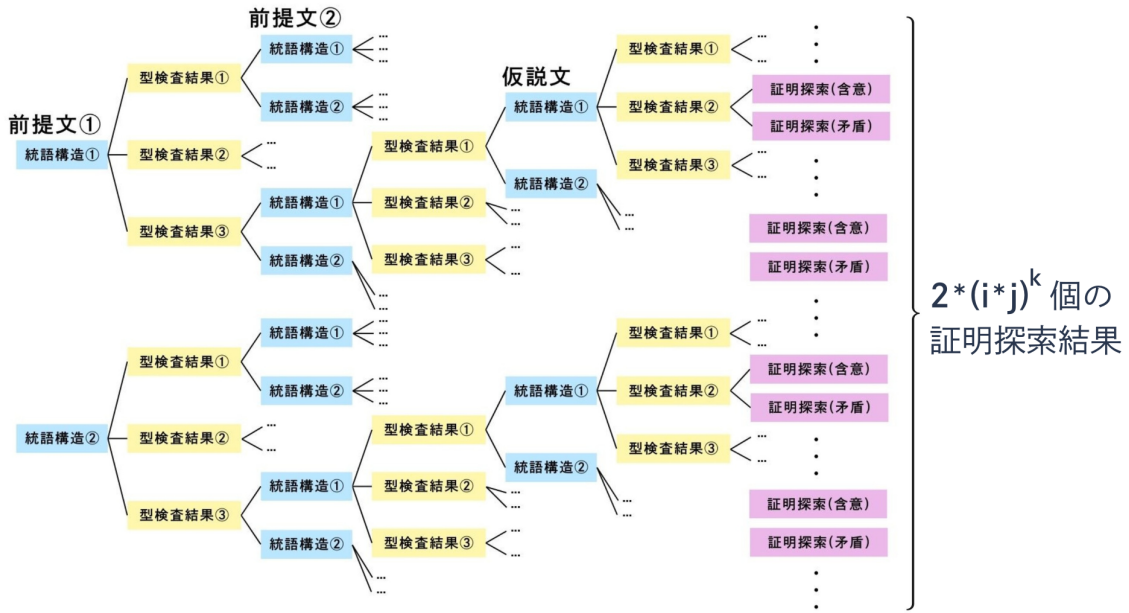 前提文①
統語構造①
型検査結果①
型検査結果②
...
...
型検査結果③
前提文②
統語構造①
...
...
...
統語構造②
...
...
...
統語構造①
統語構造②
...
...
型検査結果①
型検査結果②
...
...
型検査結果③
...
...
仮説文
統語構造①
統語構造②
...
...
型検査結果①
...
...
型検査結果②
型検査結果③
...
...
証明探索(含意)
証明探索(矛盾)
証明探索(含意)
証明探索(矛盾)
統語構造②
型検査結果①
型検査結果②
...
...
型検査結果③
統語構造①
...
...
...
統語構造②
...
...
...
統語構造①
統語構造②
...
...
型検査結果①
型検査結果②
...
...
型検査結果③
...
...
統語構造①
統語構造②
...
...
型検査結果①
...
...
型検査結果②
型検査結果③
...
...
証明探索(含意)
証明探索(矛盾)
証明探索(含意)
証明探索(矛盾)
2*(i*j)^k 個の
証明探索結果